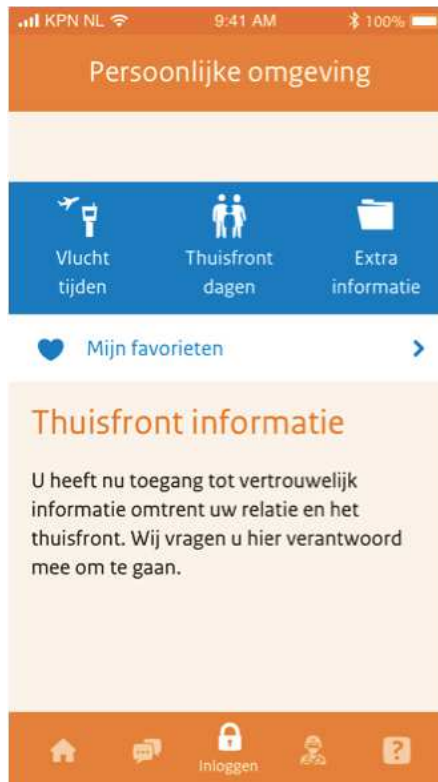 KPN NL 9:41 AM 100%
Persoonlijke omgeving
Vlucht tijden
Thuisfront dagen
Extra informatie
Mijn favorieten
Thuisfront informatie
U heeft nu toegang tot vertrouwelijk
informatie omtrent uw relatie en het
thuisfront. Wij vragen u hier verantwoord
mee om te gaan.
Inloggen
?